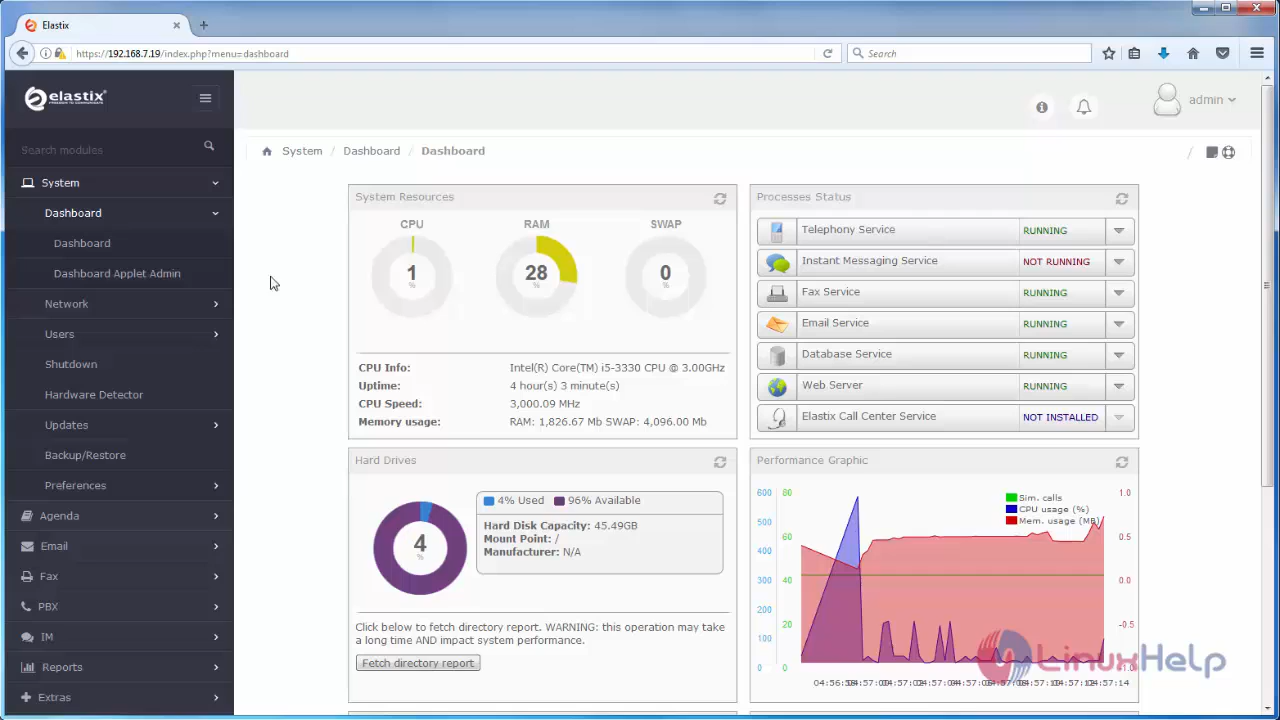 Elastix
https://192.168.7.19/index.php?menu=dashboard
Search
elastix
FREEDOM TO COMMUNICATE
admin
Search modules
System / Dashboard / Dashboard
System
Dashboard
Dashboard
Dashboard Applet Admin
Network
Users
Shutdown
Hardware Detector
Updates
Backup/Restore
Preferences
Agenda
Email
Fax
PBX
IM
Reports
Extras
System Resources
CPU RAM SWAP
1 % 28 % 0 %
CPU Info: Intel(R) Core(TM) i5-3330 CPU @ 3.00GHz
Uptime: 4 hour(s) 3 minute(s)
CPU Speed: 3,000.09 MHz
Memory usage: RAM: 1,826.67 Mb SWAP: 4,096.00 Mb
Processes Status
Telephony Service RUNNING
Instant Messaging Service NOT RUNNING
Fax Service RUNNING
Email Service RUNNING
Database Service RUNNING
Web Server RUNNING
Elastix Call Center Service NOT INSTALLED
Hard Drives
4% Used 96% Available
4 %
Hard Disk Capacity: 45.49GB
Mount Point: /
Manufacturer: N/A
Click below to fetch directory report. WARNING: this operation may take
a long time AND impact system performance.
Fetch directory report
Performance Graphic
Sim. calls
CPU usage (%)
Mem. usage (MB)
600 80 1.0
500
400 60 0.5
300 40 0.0
200
100 20 -0.5
0 0
04:57:14
LinuxHelp